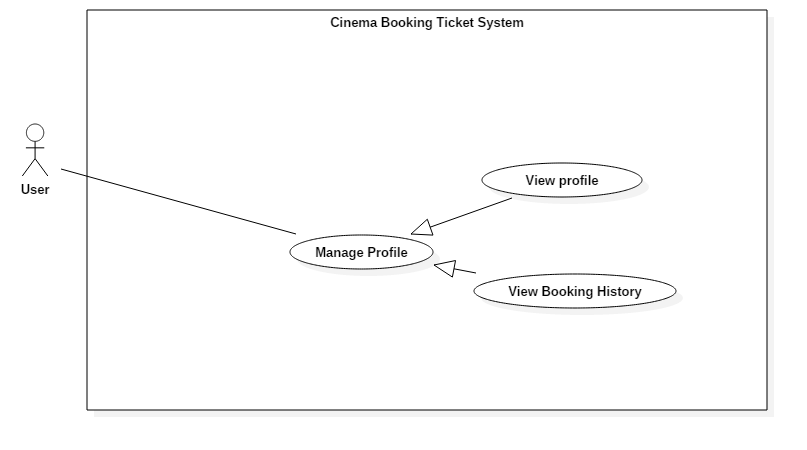 Cinema Booking Ticket System
User
View profile
Manage Profile
View Booking History